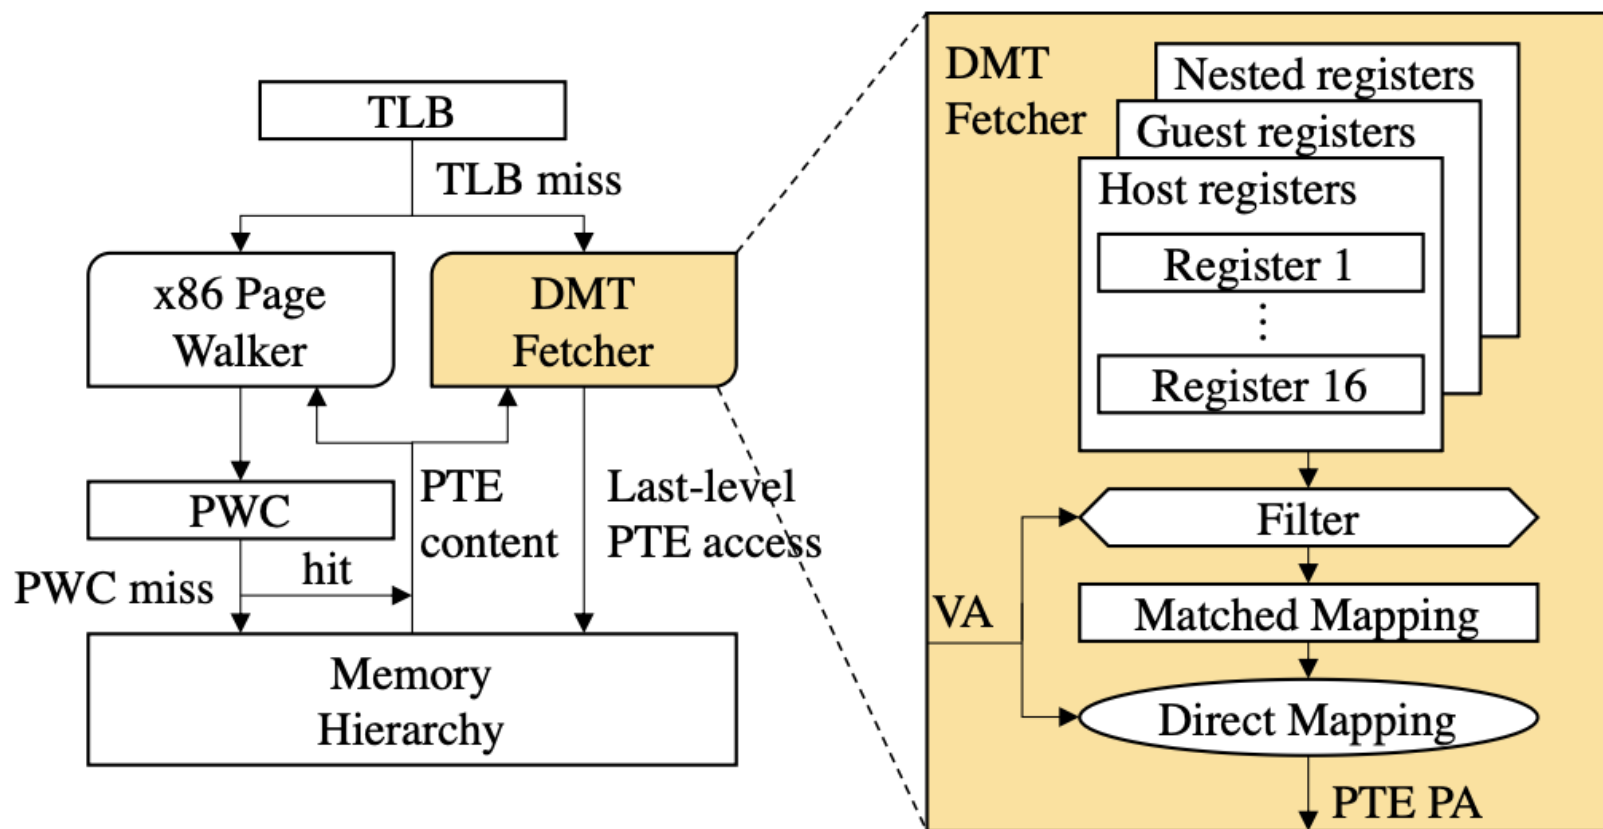 TLB
TLB miss
x86 Page
Walker
DMT
Fetcher
PWC
PTE
content
Last-level
PTE access
PWC miss
hit
Memory
Hierarchy
DMT
Fetcher
Nested registers
Guest registers
Host registers
Register 1
⋮
Register 16
Filter
VA
Matched Mapping
Direct Mapping
PTE PA